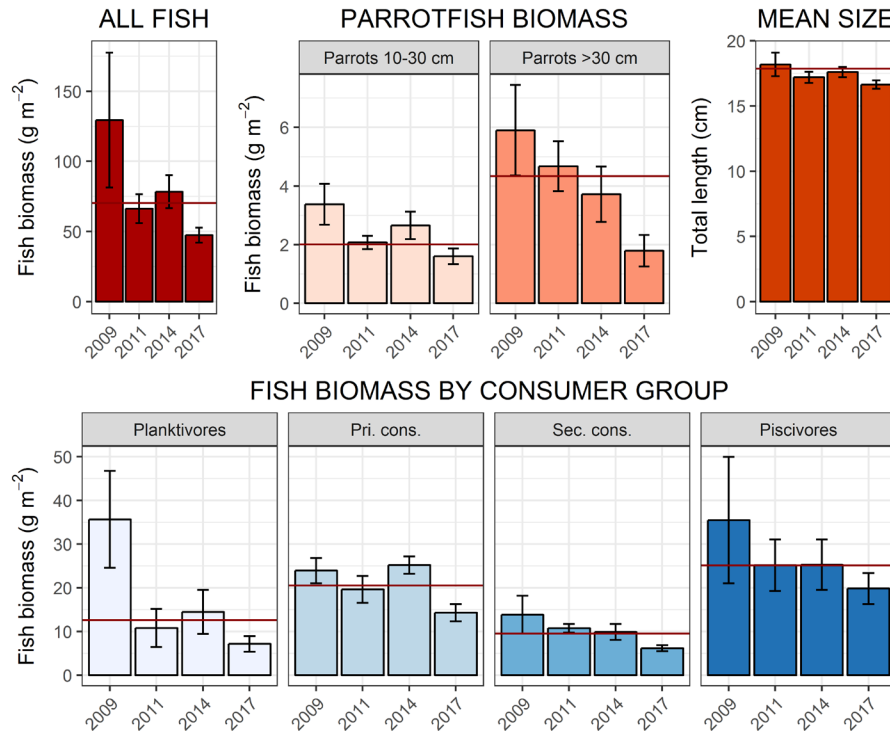 ALL FISH
Fish biomass (g m⁻²)
150
100
50
0
2009 2011 2014 2017
PARROTFISH BIOMASS
Parrots 10-30 cm Parrots >30 cm
Fish biomass (g m⁻²)
6
4
2
0
2009 2011 2014 2017 2009 2011 2014 2017
MEAN SIZE
Total length (cm)
20
15
10
5
0
2009 2011 2014 2017
FISH BIOMASS BY CONSUMER GROUP
Planktivores Pri. cons. Sec. cons. Piscivores
Fish biomass (g m⁻²)
50
40
30
20
10
0
2009 2011 2014 2017 2009 2011 2014 2017 2009 2011 2014 2017 2009 2011 2014 2017